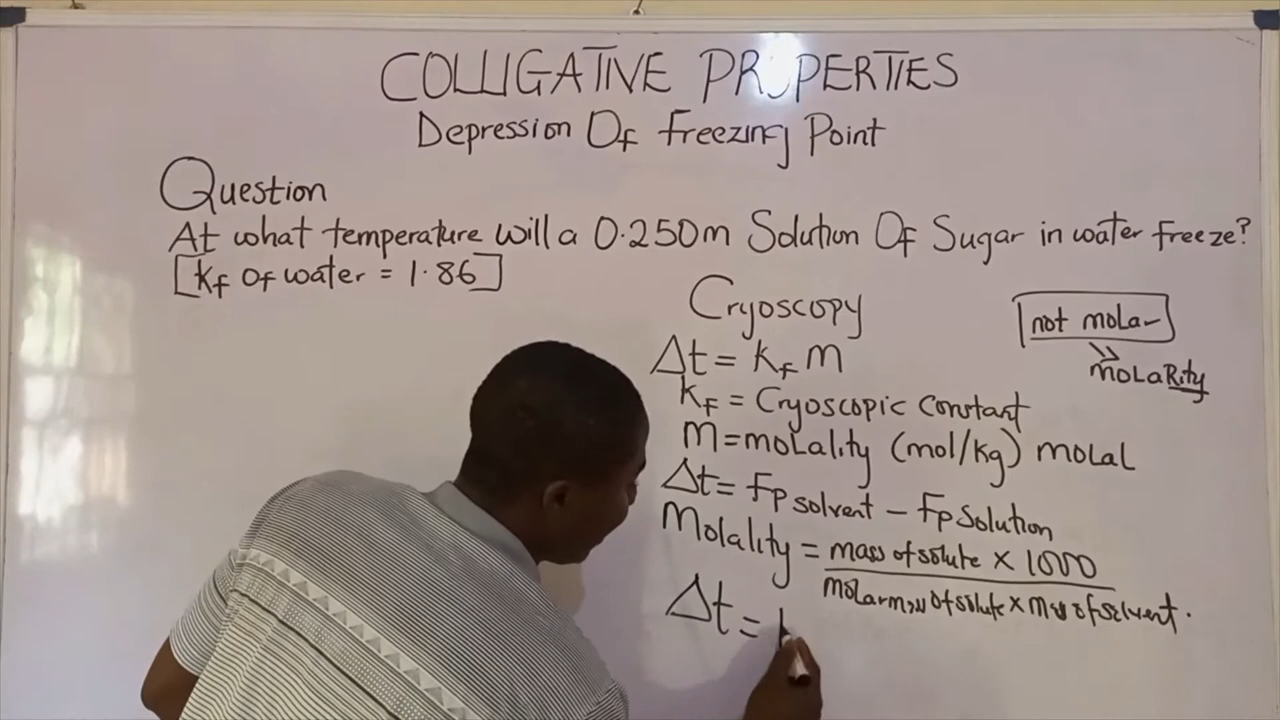 COLLIGATIVE PROPERTIES
Depression Of Freezing Point
Question
At what temperature will a 0.250m Solution Of Sugar in water freeze?
[Kf Of water = 1.86]
Cryoscopy
not molar
Δt = Kf m
molaRity
Kf = Cryoscopic Constant
M = molality (mol/kg) molal
Δt = Fp solvent – Fp Solution
Molality = mass of solute × 1000
molar mass of solute × mass of solvent.
Δt =